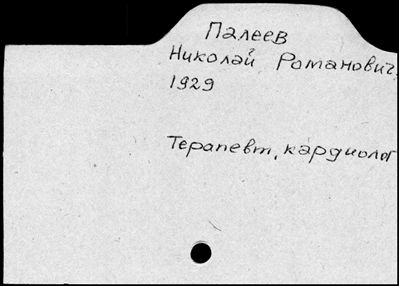 Палеев
Николай Романович,
1929
Терапевт, кардиолог